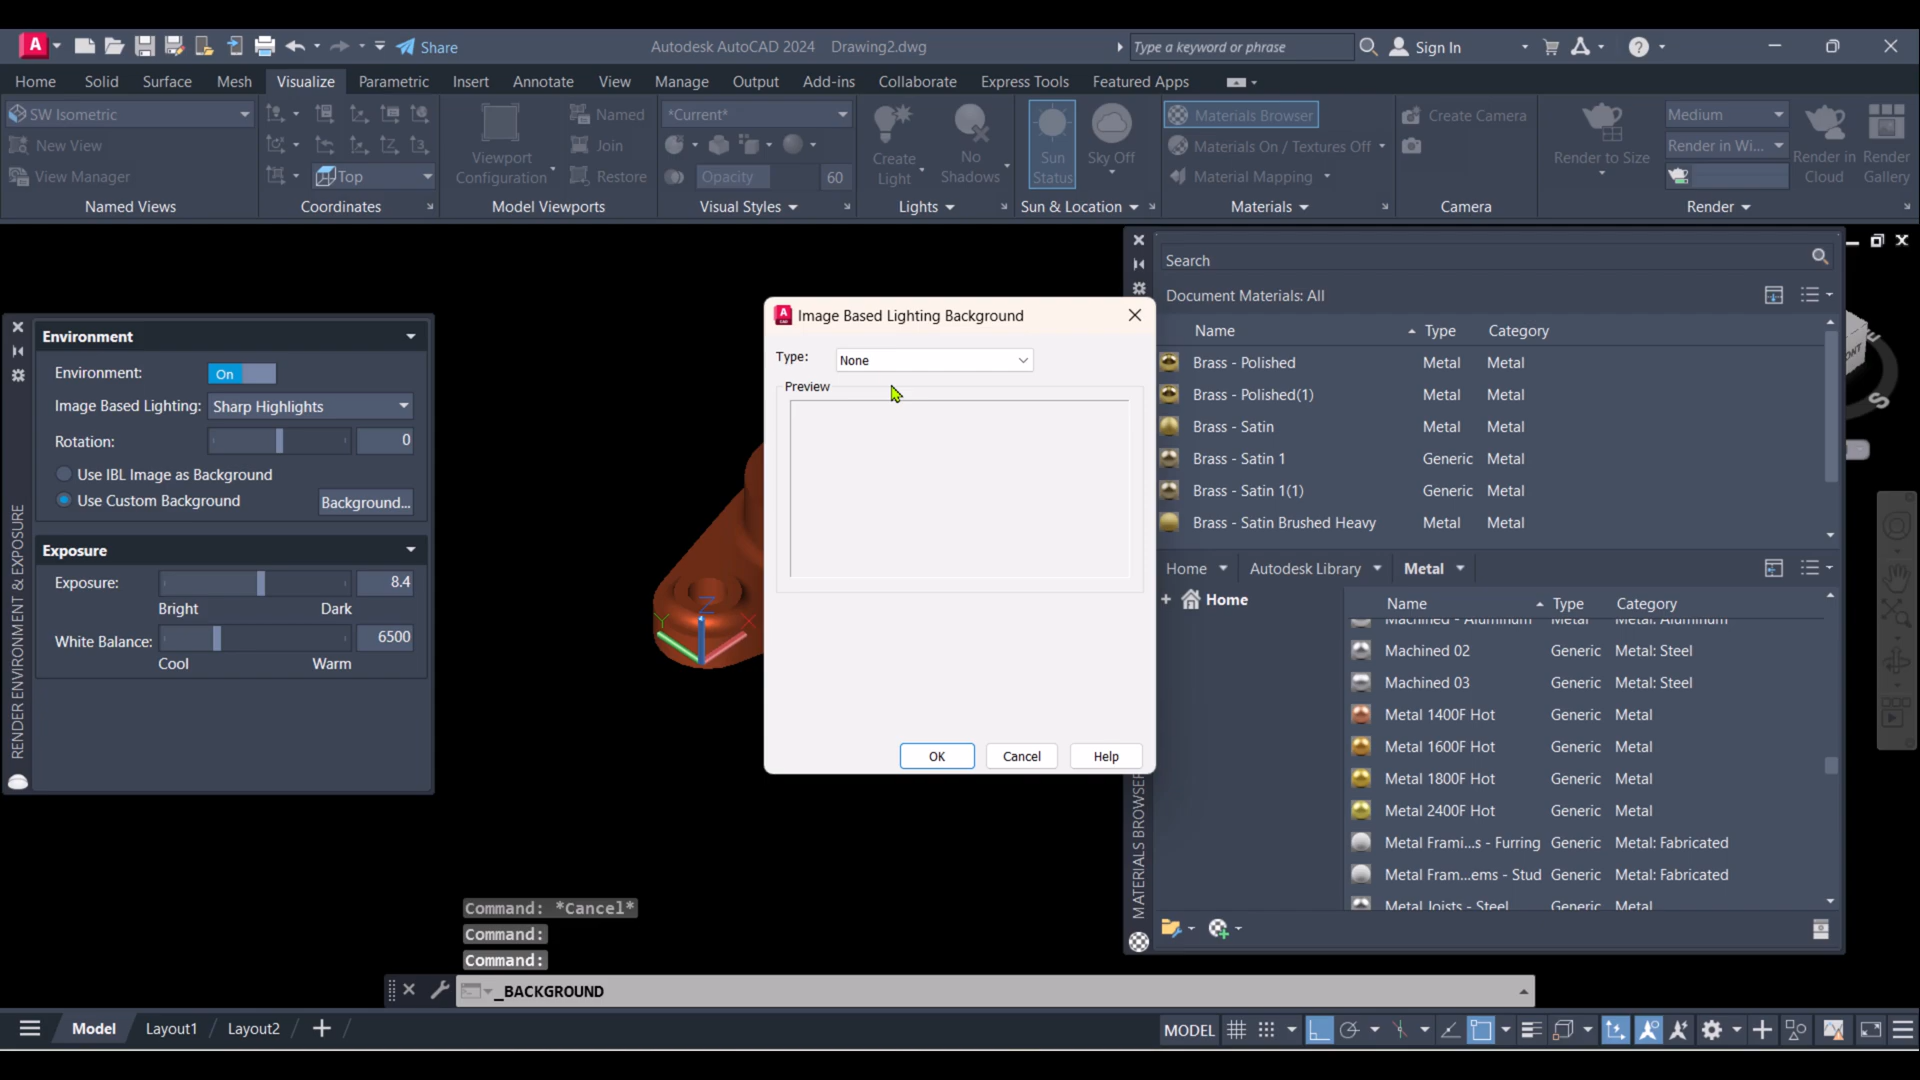 A
Share
Autodesk AutoCAD 2024 Drawing2.dwg
Type a keyword or phrase
Sign In
Home Solid Surface Mesh Visualize Parametric Insert Annotate View Manage Output Add-ins Collaborate Express Tools Featured Apps
SW Isometric
New View
View Manager
Named Views
Top
Coordinates
Viewport
Configuration
Named
Join
Restore
Model Viewports
*Current*
Opacity 60
Visual Styles
Create
Light
No
Shadows
Lights
Sun
Status
Sky Off
Sun & Location
Materials Browser
Materials On / Textures Off
Material Mapping
Materials
Create Camera
Camera
Render to Size
Medium
Render in Wi...
Render in
Cloud
Render
Gallery
Render
Environment
Environment: On
Image Based Lighting: Sharp Highlights
Rotation: 0
Use IBL Image as Background
Use Custom Background Background...
Exposure
Exposure: 8.4
Bright Dark
White Balance: 6500
Cool Warm
RENDER ENVIRONMENT & EXPOSURE
Z
Y X
Image Based Lighting Background
Type: None
Preview
OK Cancel Help
Search
Document Materials: All
Name Type Category
Brass - Polished Metal Metal
Brass - Polished(1) Metal Metal
Brass - Satin Metal Metal
Brass - Satin 1 Generic Metal
Brass - Satin 1(1) Generic Metal
Brass - Satin Brushed Heavy Metal Metal
Home Autodesk Library Metal
+ Home
Name Type Category
Machined - Aluminum Metal Metal: Aluminum
Machined 02 Generic Metal: Steel
Machined 03 Generic Metal: Steel
Metal 1400F Hot Generic Metal
Metal 1600F Hot Generic Metal
Metal 1800F Hot Generic Metal
Metal 2400F Hot Generic Metal
Metal Frami...s - Furring Generic Metal: Fabricated
Metal Fram...ems - Stud Generic Metal: Fabricated
Metal Joists - Steel Generic Metal
MATERIALS BROWSER
E
S
Command: *Cancel*
Command:
Command:
_BACKGROUND
Model Layout1 Layout2 +
MODEL